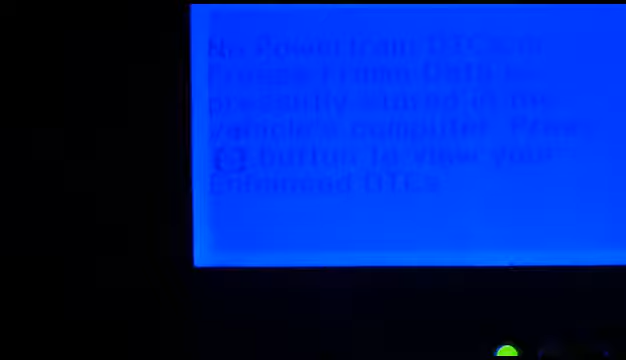 No Powertrain DTCs or
Freeze Frame Data is
presently stored in the
vehicle's computer. Press
button to view your
Enhanced DTCs